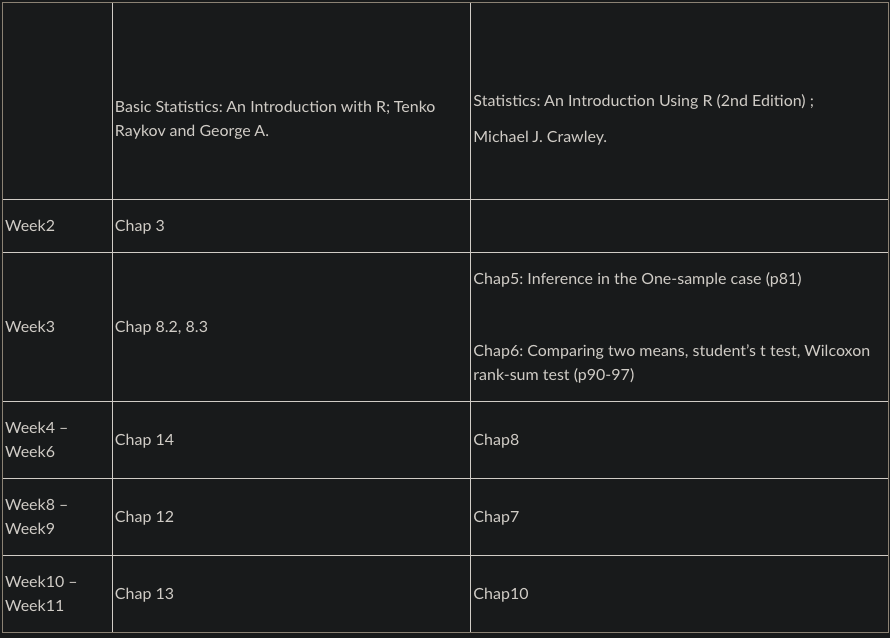 Basic Statistics: An Introduction with R; Tenko
Raykov and George A.
Statistics: An Introduction Using R (2nd Edition) ;
Michael J. Crawley.
Week2
Chap 3
Week3
Chap 8.2, 8.3
Chap5: Inference in the One-sample case (p81)
Chap6: Comparing two means, student’s t test, Wilcoxon
rank-sum test (p90-97)
Week4 –
Week6
Chap 14
Chap8
Week8 –
Week9
Chap 12
Chap7
Week10 –
Week11
Chap 13
Chap10